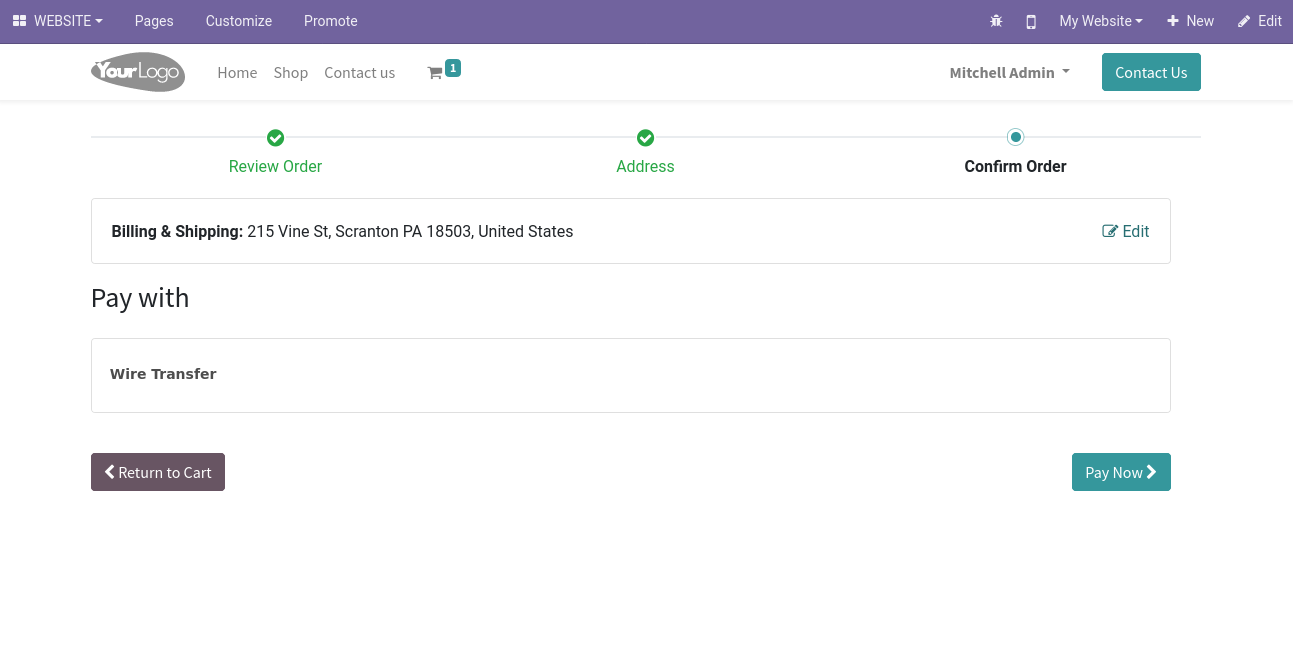 WEBSITE Pages Customize Promote My Website New Edit
YourLogo Home Shop Contact us 1 Mitchell Admin Contact Us
Review Order Address Confirm Order
Billing & Shipping: 215 Vine St, Scranton PA 18503, United States Edit
Pay with
Wire Transfer
Return to Cart Pay Now